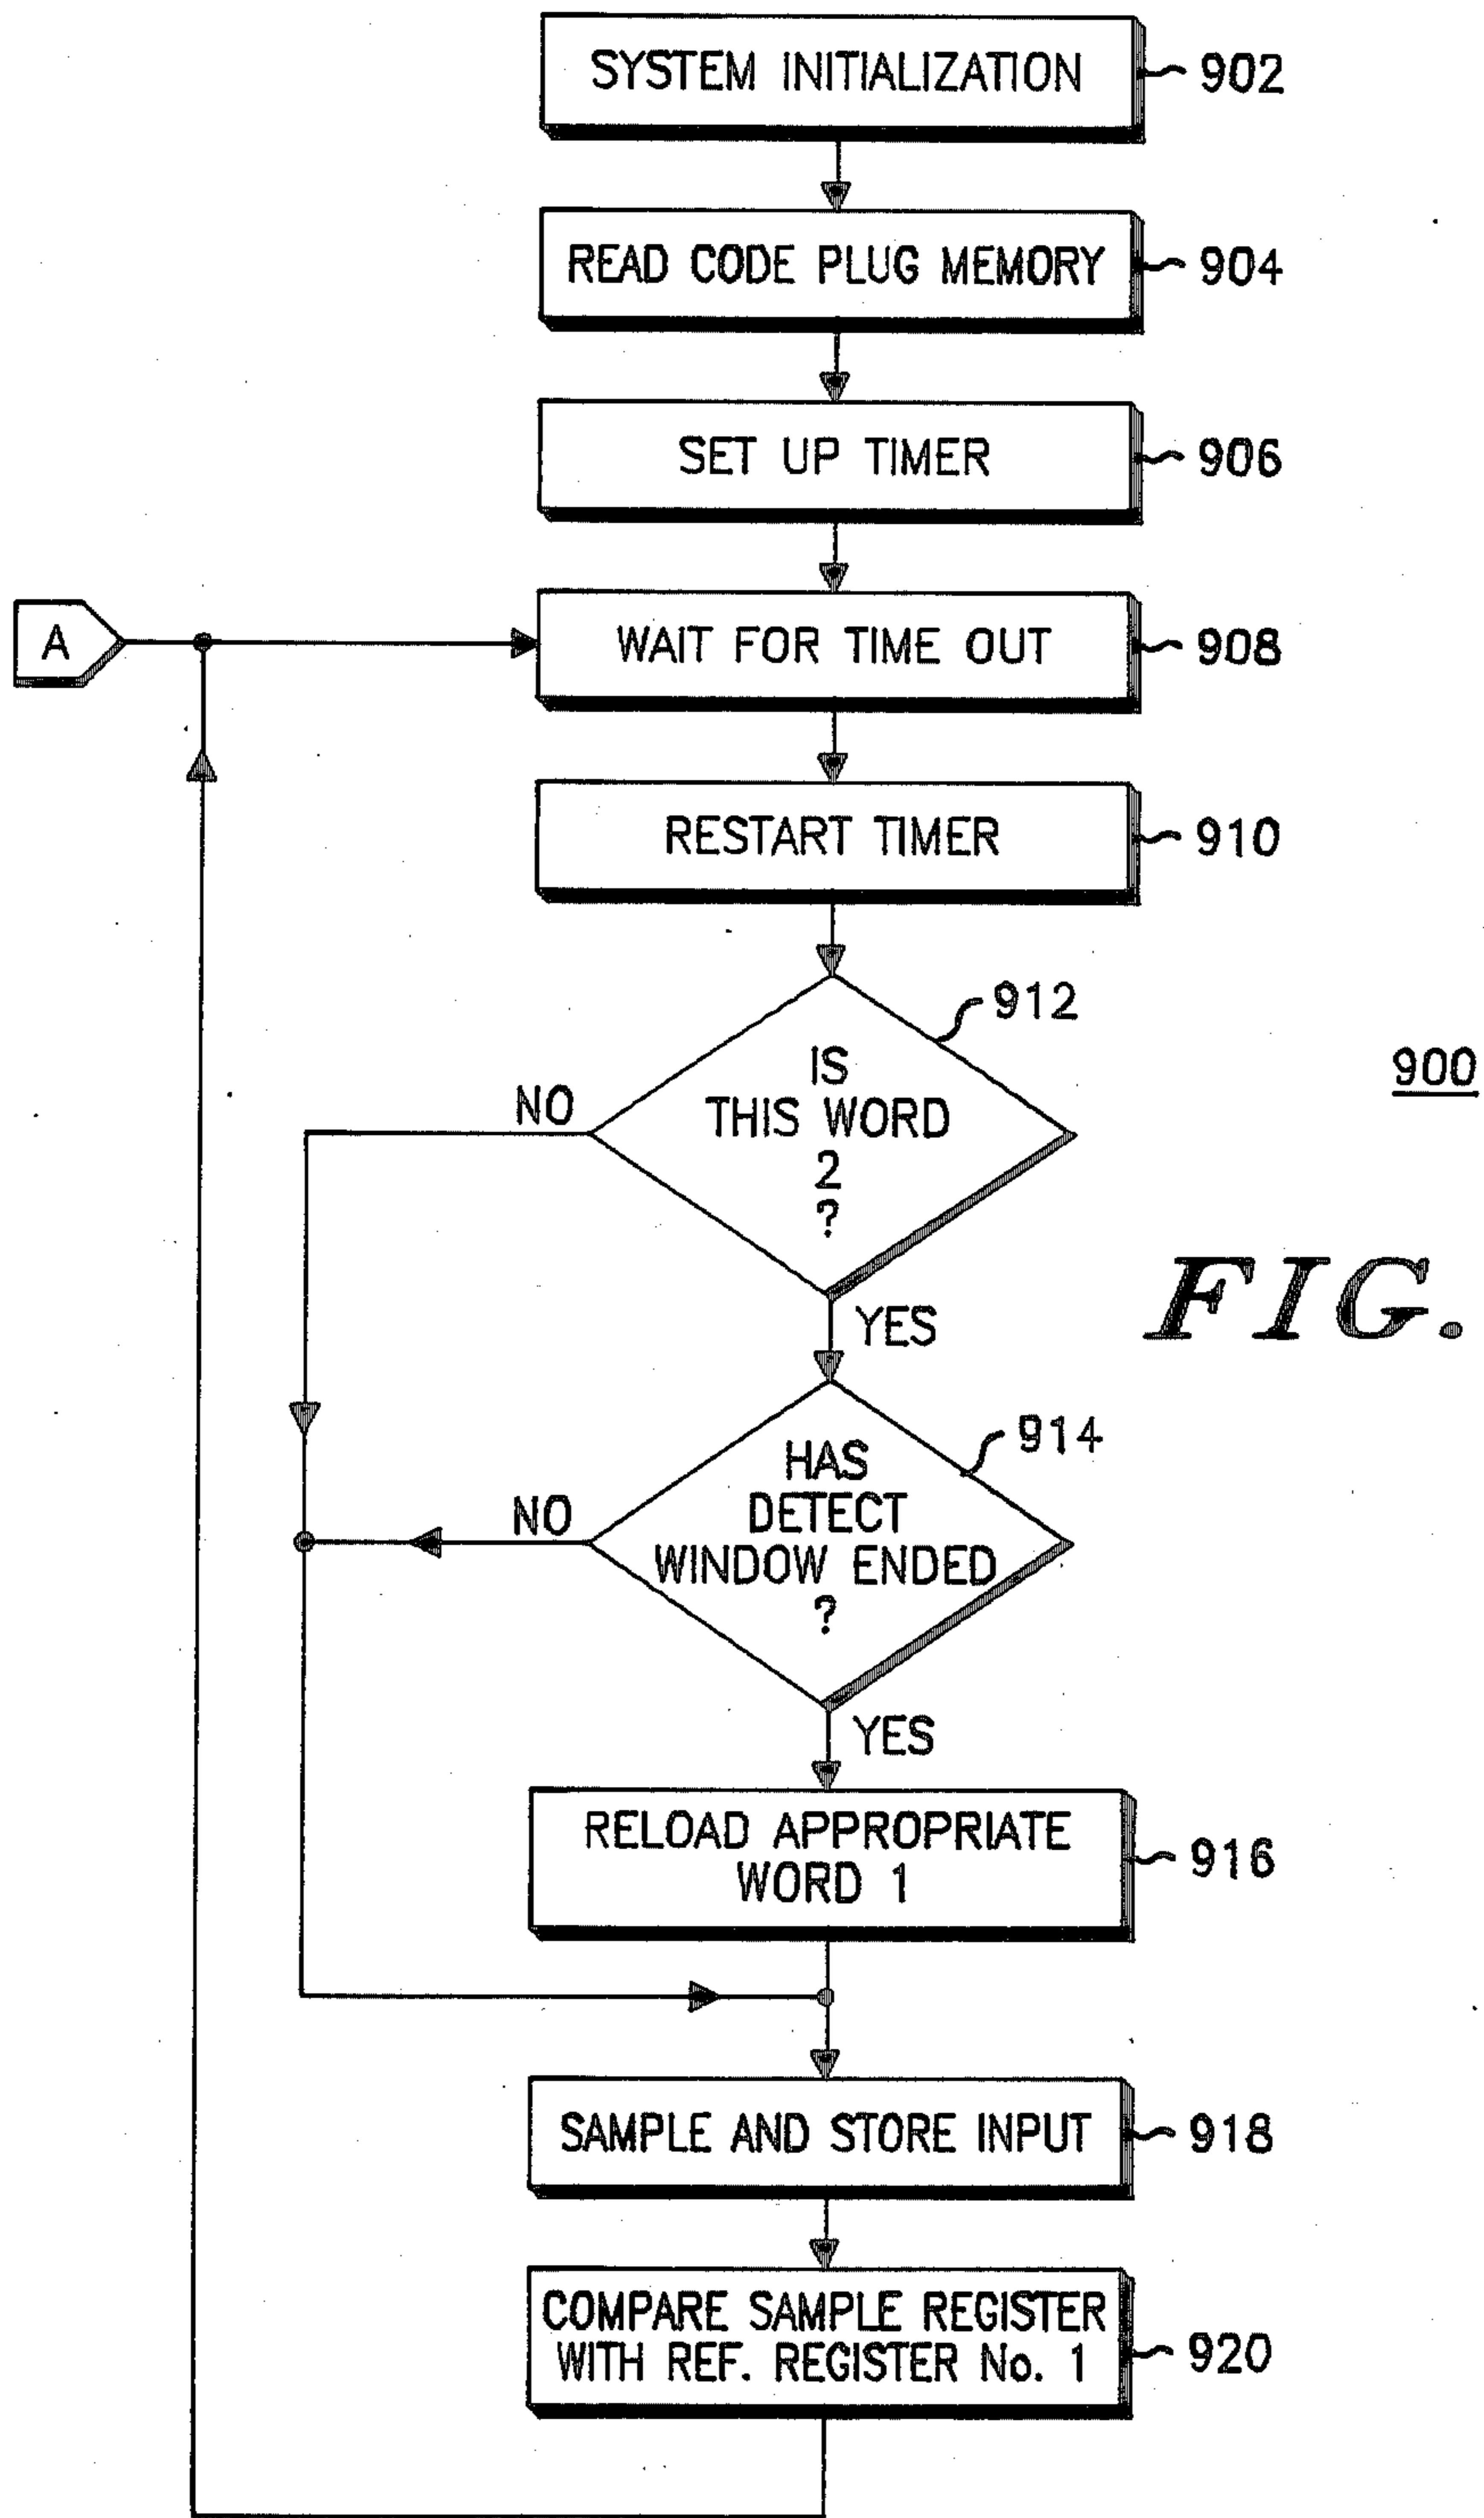 SYSTEM INITIALIZATION
902
READ CODE PLUG MEMORY
904
SET UP TIMER
906
A
WAIT FOR TIME OUT
908
RESTART TIMER
910
912
IS
THIS WORD
2
?
NO
YES
900
FIG.
914
HAS
DETECT
WINDOW ENDED
?
NO
YES
RELOAD APPROPRIATE
WORD 1
916
SAMPLE AND STORE INPUT
918
COMPARE SAMPLE REGISTER
WITH REF. REGISTER No. 1
920